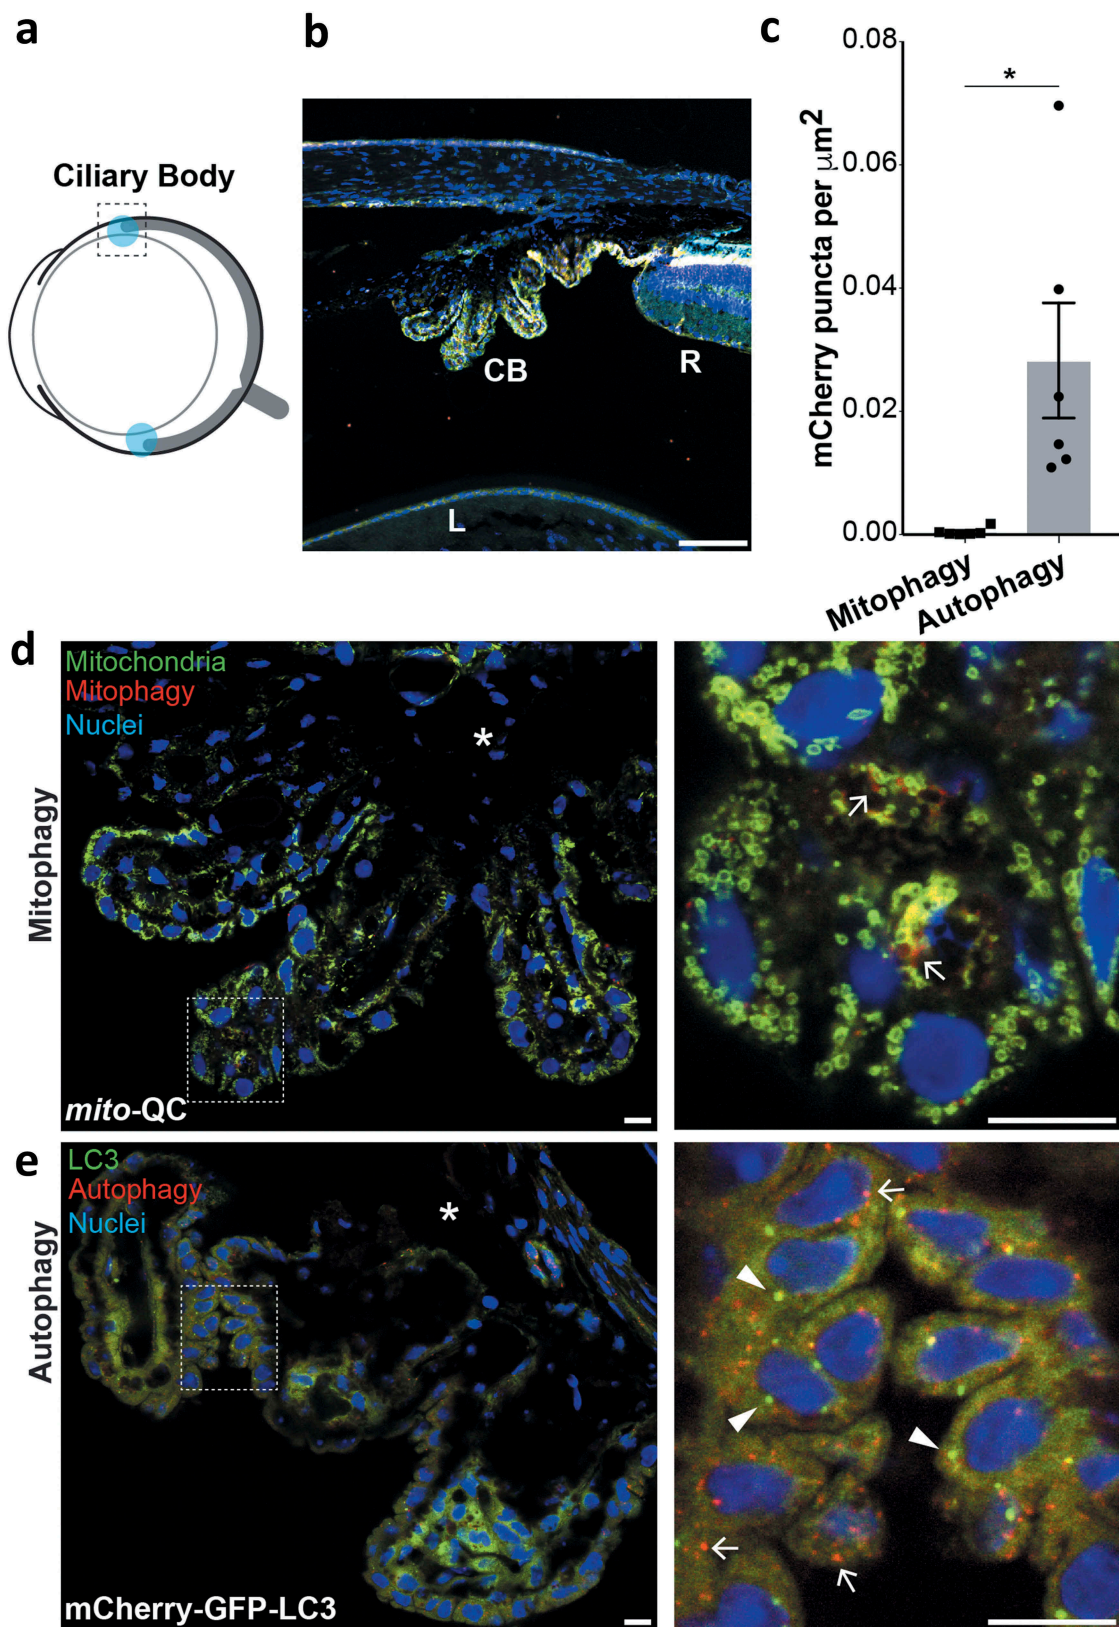 a
Ciliary Body
b
CB
R
L
c
mCherry puncta per μm2
0.08
0.06
0.04
0.02
0.00
*
Mitophagy
Autophagy
d
Mitophagy
Mitochondria
Mitophagy
Nuclei
*
mito-QC
e
Autophagy
LC3
Autophagy
Nuclei
*
mCherry-GFP-LC3